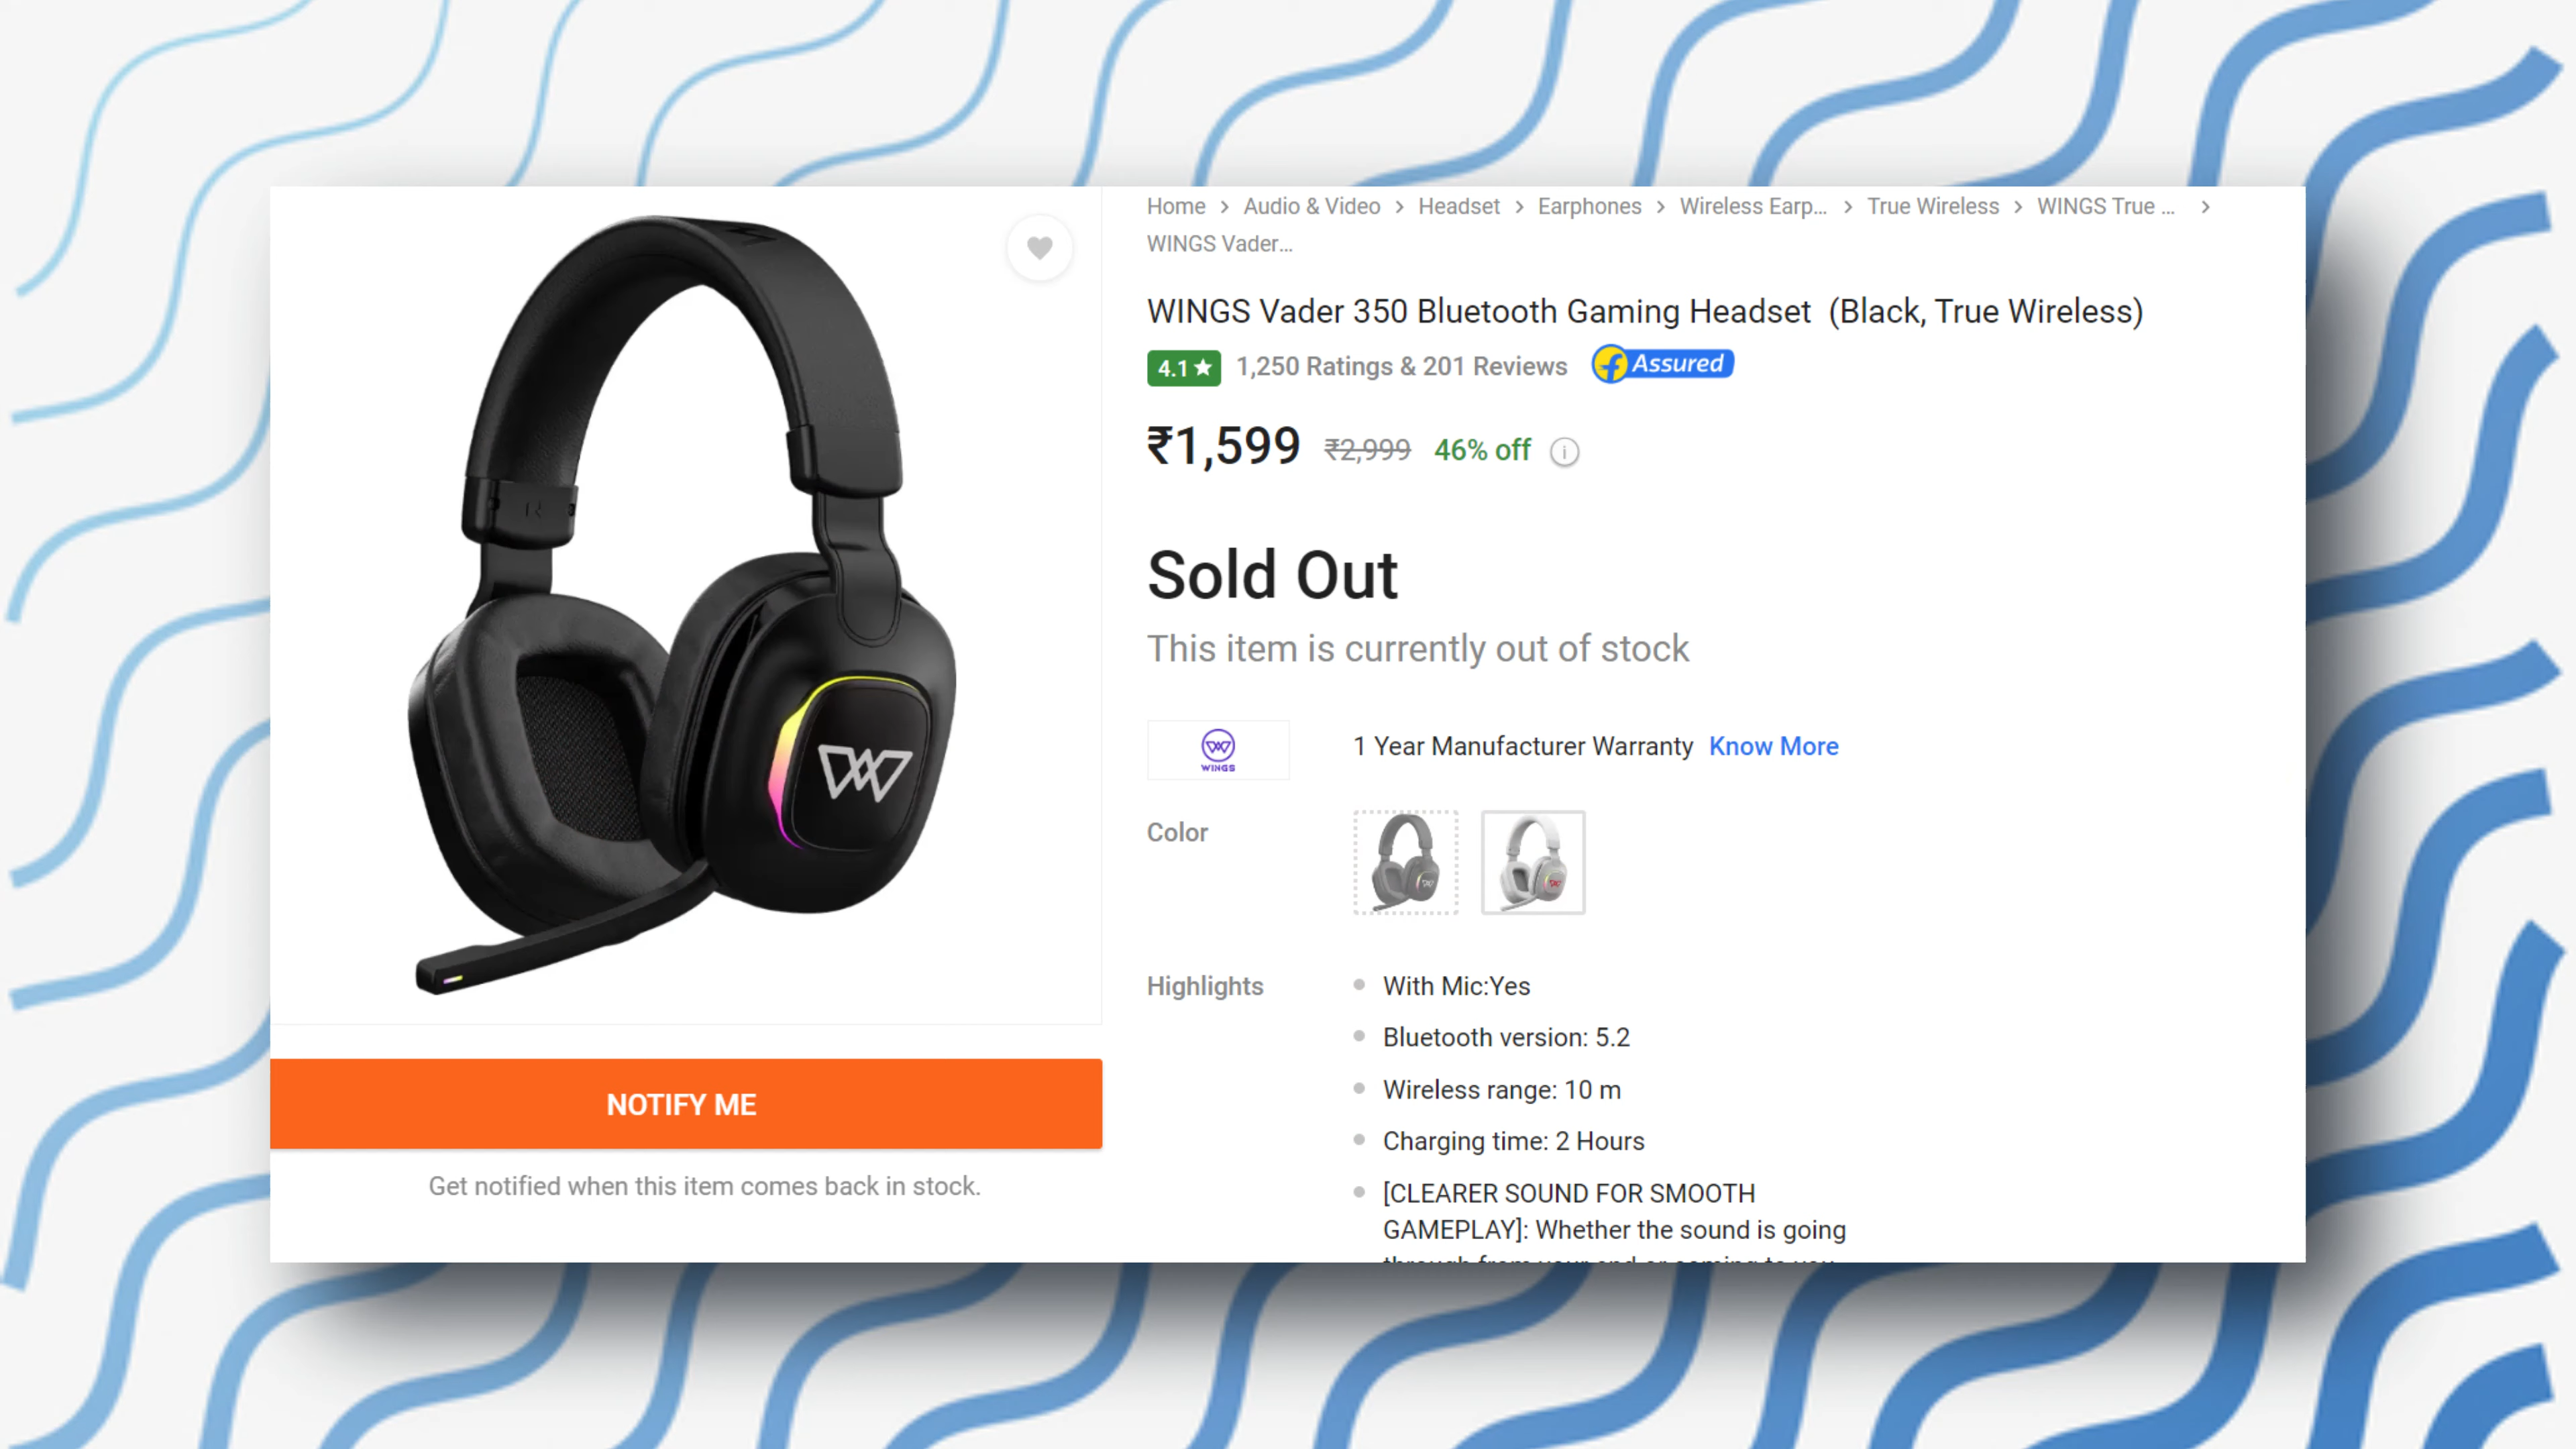 Home > Audio & Video > Headset > Earphones > Wireless Earp... > True Wireless > WINGS True ... >
WINGS Vader...
WINGS Vader 350 Bluetooth Gaming Headset (Black, True Wireless)
4.1★ 1,250 Ratings & 201 Reviews Assured
₹1,599 ₹2,999 46% off
Sold Out
This item is currently out of stock
WINGS
1 Year Manufacturer Warranty Know More
Color
Highlights
With Mic:Yes
Bluetooth version: 5.2
Wireless range: 10 m
Charging time: 2 Hours
[CLEARER SOUND FOR SMOOTH
GAMEPLAY]: Whether the sound is going
R
NOTIFY ME
Get notified when this item comes back in stock.